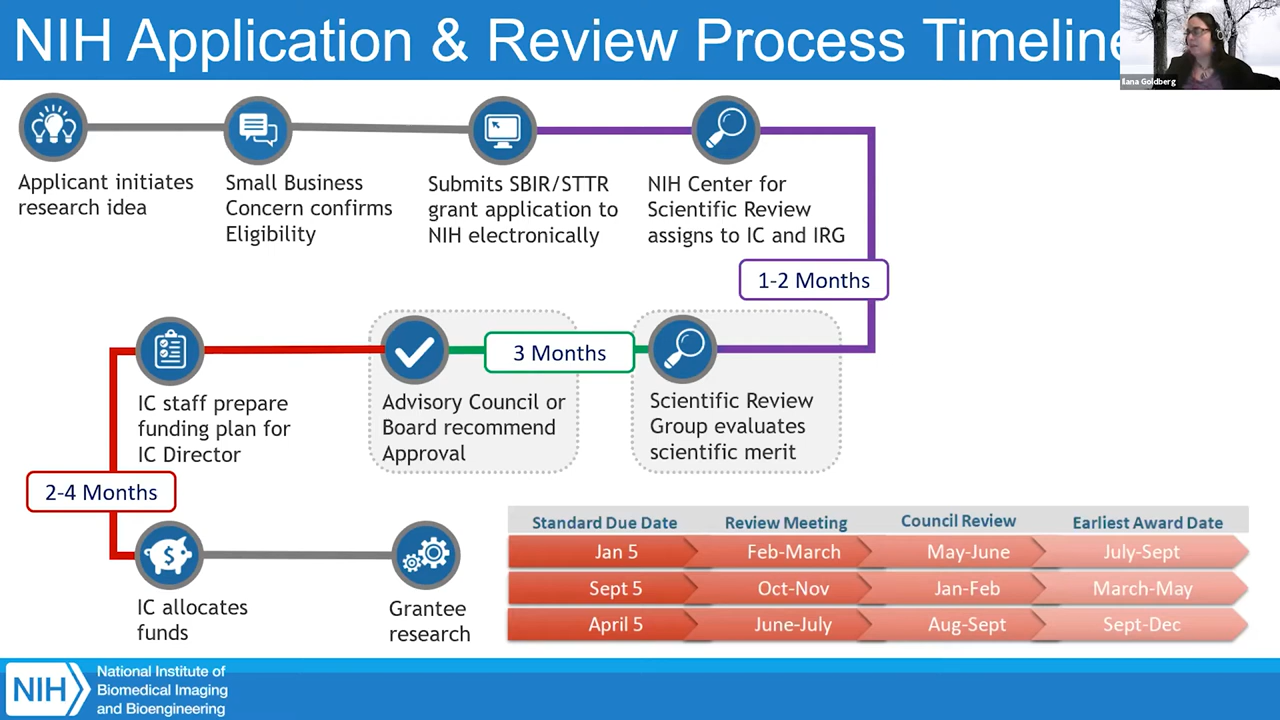 NIH Application & Review Process Timeline
Ilana Goldberg
Applicant initiates
research idea
Small Business
Concern confirms
Eligibility
Submits SBIR/STTR
grant application to
NIH electronically
NIH Center for
Scientific Review
assigns to IC and IRG
1-2 Months
3 Months
IC staff prepare
funding plan for
IC Director
Advisory Council or
Board recommend
Approval
Scientific Review
Group evaluates
scientific merit
2-4 Months
IC allocates
funds
Grantee
research
Standard Due Date Review Meeting Council Review Earliest Award Date
Jan 5 Feb-March May-June July-Sept
Sept 5 Oct-Nov Jan-Feb March-May
April 5 June-July Aug-Sept Sept-Dec
NIH
National Institute of
Biomedical Imaging
and Bioengineering